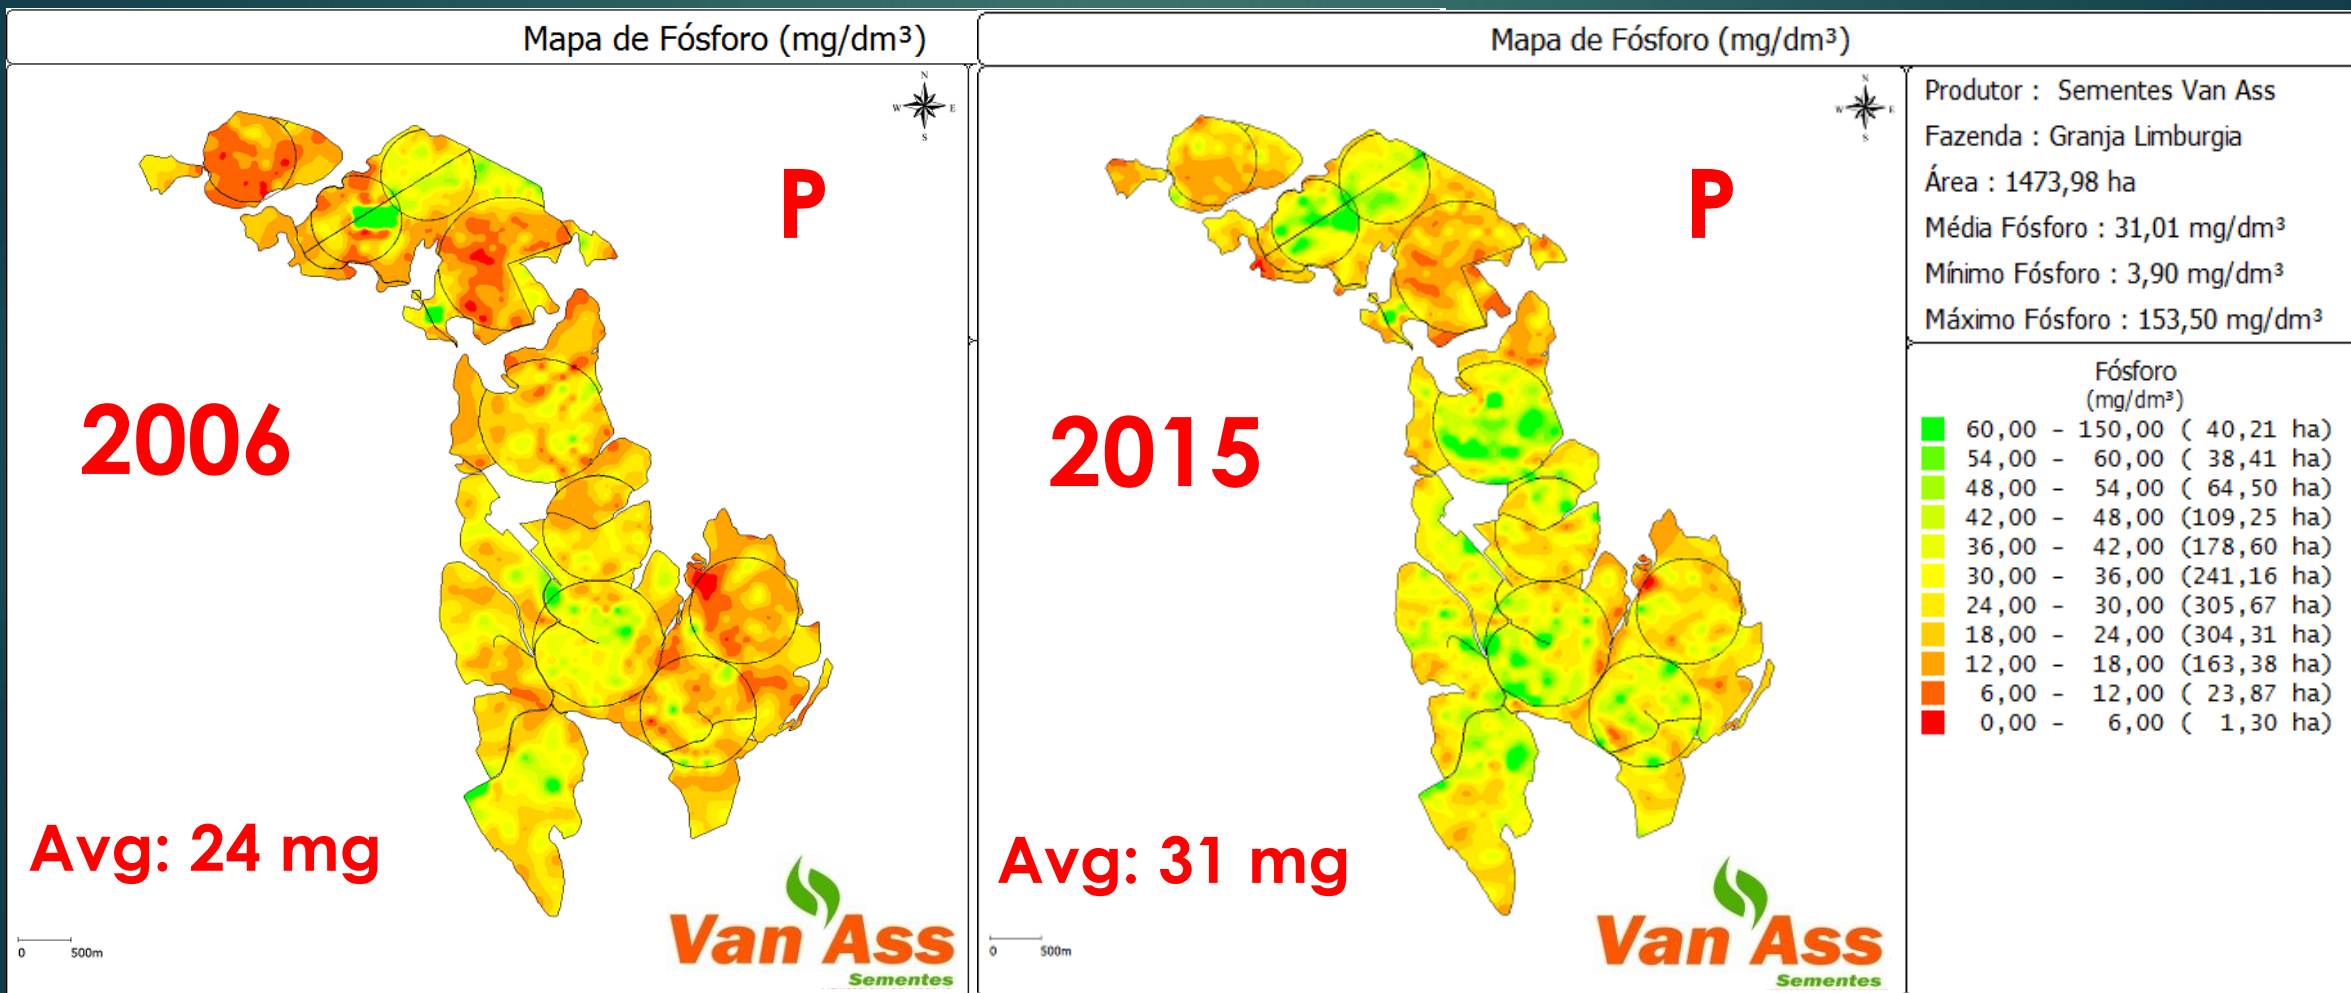 Mapa de Fósforo (mg/dm³)
N
W E
S
P
2006
Avg: 24 mg
0 500m
Van Ass
Sementes
Mapa de Fósforo (mg/dm³)
N
W E
S
P
2015
Avg: 31 mg
0 500m
Van Ass
Sementes
Produtor : Sementes Van Ass
Fazenda : Granja Limburgia
Área : 1473,98 ha
Média Fósforo : 31,01 mg/dm³
Mínimo Fósforo : 3,90 mg/dm³
Máximo Fósforo : 153,50 mg/dm³
Fósforo
(mg/dm³)
60,00 - 150,00 ( 40,21 ha)
54,00 - 60,00 ( 38,41 ha)
48,00 - 54,00 ( 64,50 ha)
42,00 - 48,00 (109,25 ha)
36,00 - 42,00 (178,60 ha)
30,00 - 36,00 (241,16 ha)
24,00 - 30,00 (305,67 ha)
18,00 - 24,00 (304,31 ha)
12,00 - 18,00 (163,38 ha)
6,00 - 12,00 ( 23,87 ha)
0,00 - 6,00 ( 1,30 ha)